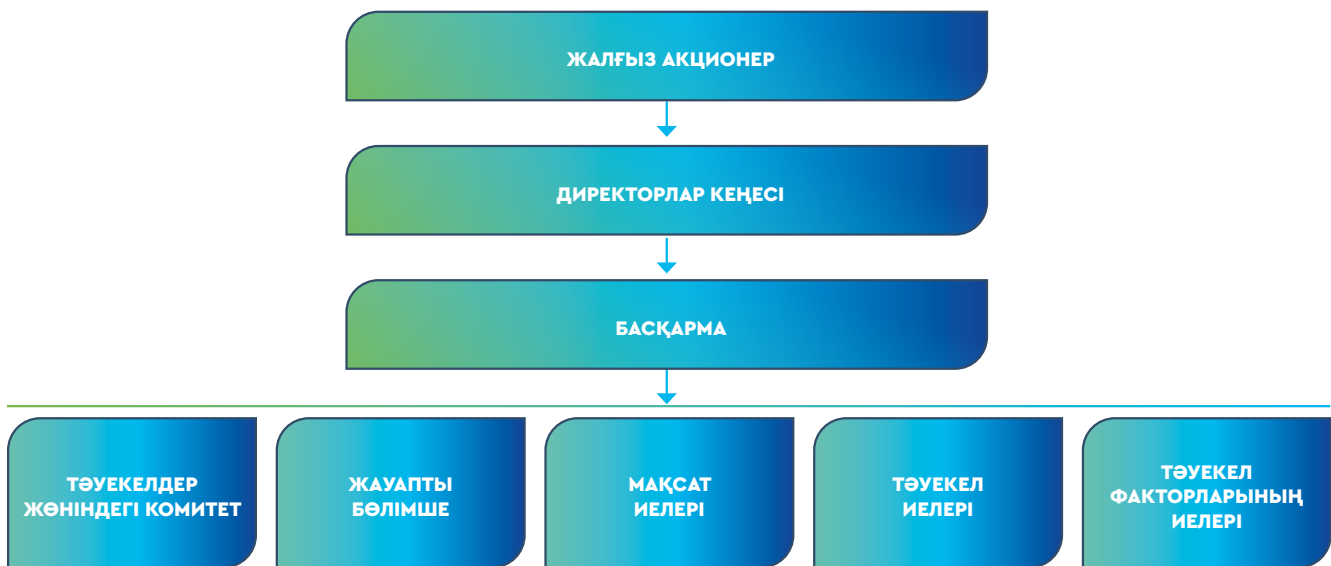 ЖАЛҒЫЗ АКЦИОНЕР
ДИРЕКТОРЛАР КЕҢЕСІ
БАСҚАРМА
ТӘУЕКЕЛДЕР
ЖӨНІНДЕГІ КОМИТЕТ
ЖАУАПТЫ
БӨЛІМШЕ
МАҚСАТ
ИЕЛЕРІ
ТӘУЕКЕЛ
ИЕЛЕРІ
ТӘУЕКЕЛ
ФАКТОРЛАРЫНЫҢ
ИЕЛЕРІ